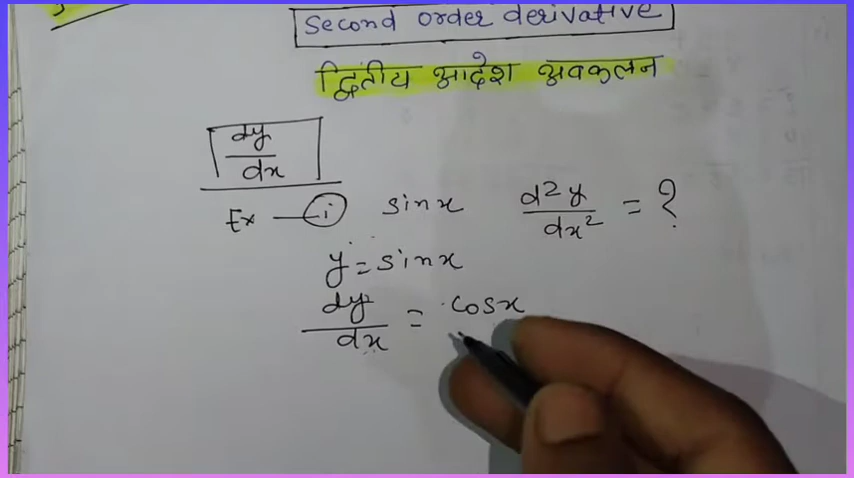 Second order derivative
द्वितीय आदेश अवकलन
dy/dx
Ex — (i) sinx d²y/dx² = ?
y = sinx
dy/dx = cosx